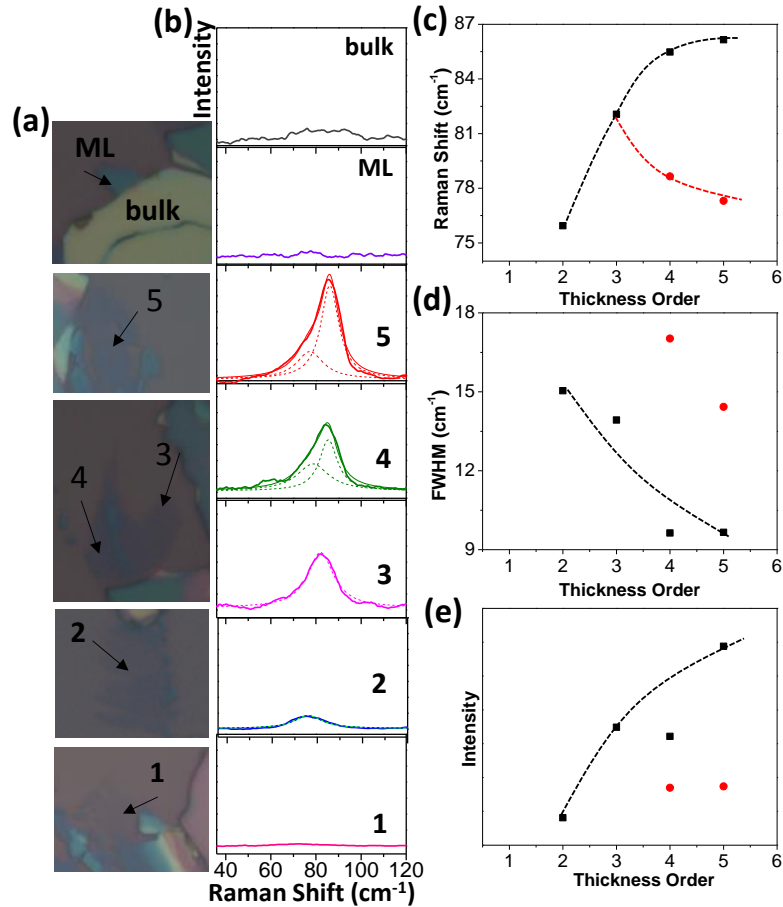 (a)
ML
bulk
5
4
3
2
1
(b)
Intensity
bulk
ML
5
4
3
2
1
40 60 80 100 120
Raman Shift (cm-1)
(c)
Raman Shift (cm-1)
87
84
81
78
75
1 2 3 4 5 6
Thickness Order
(d)
FWHM (cm-1)
18
15
12
9
1 2 3 4 5 6
Thickness Order
(e)
Intensity
1 2 3 4 5 6
Thickness Order